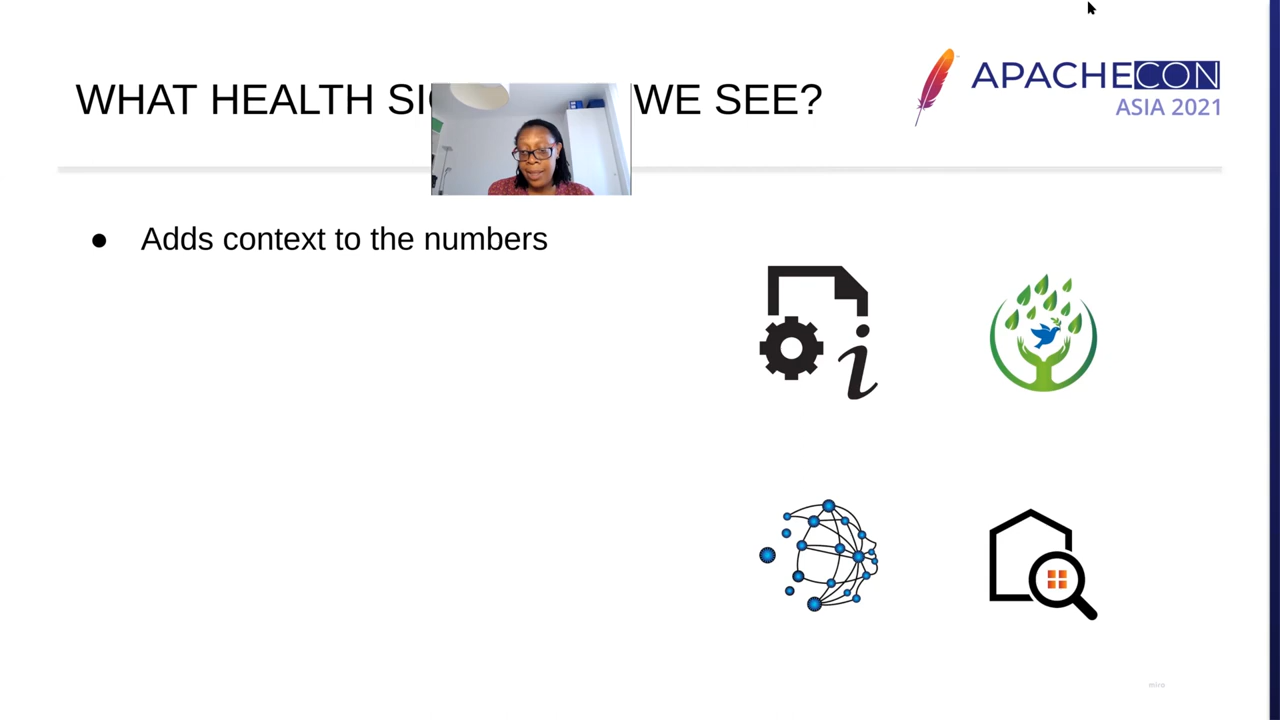 WHAT HEALTH SI WE SEE?
APACHECON
ASIA 2021
● Adds context to the numbers
i
miro